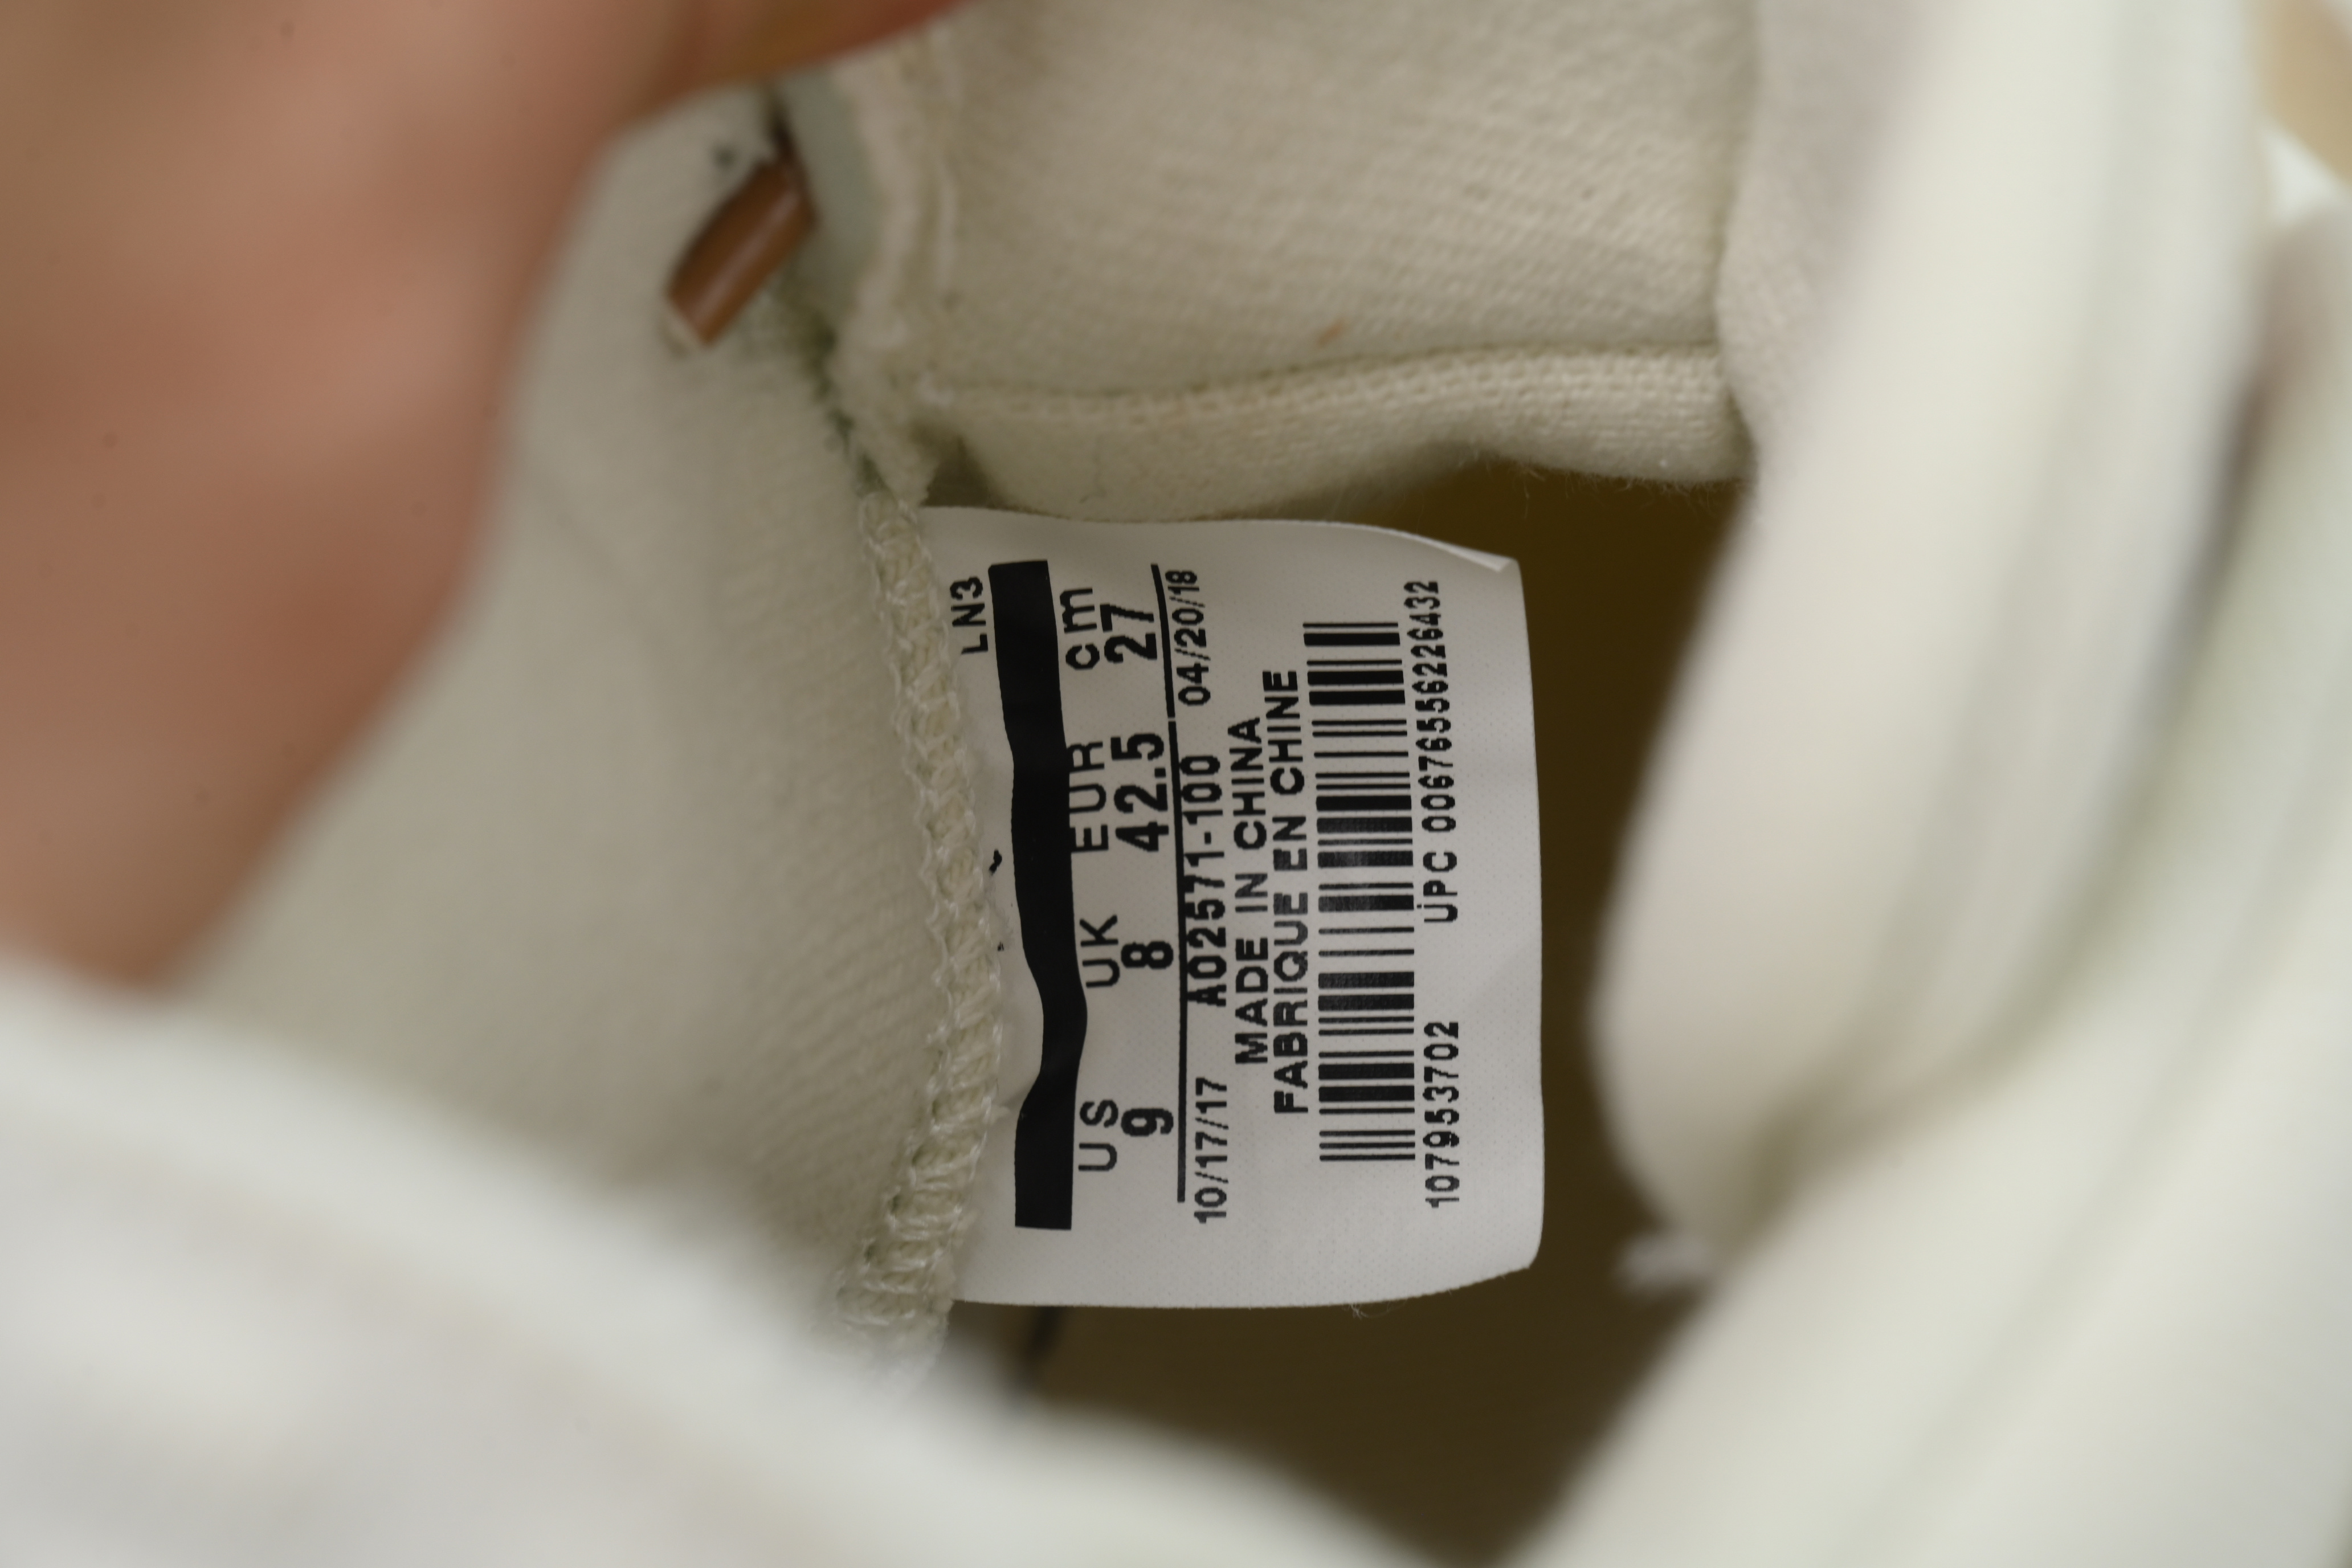 LN3
US UK EUR cm
9 8 42.5 27
10/17/17 AO2571-100 04/20/18
MADE IN CHINA
FABRIQUE EN CHINE
107953702 UPC 00676556226432